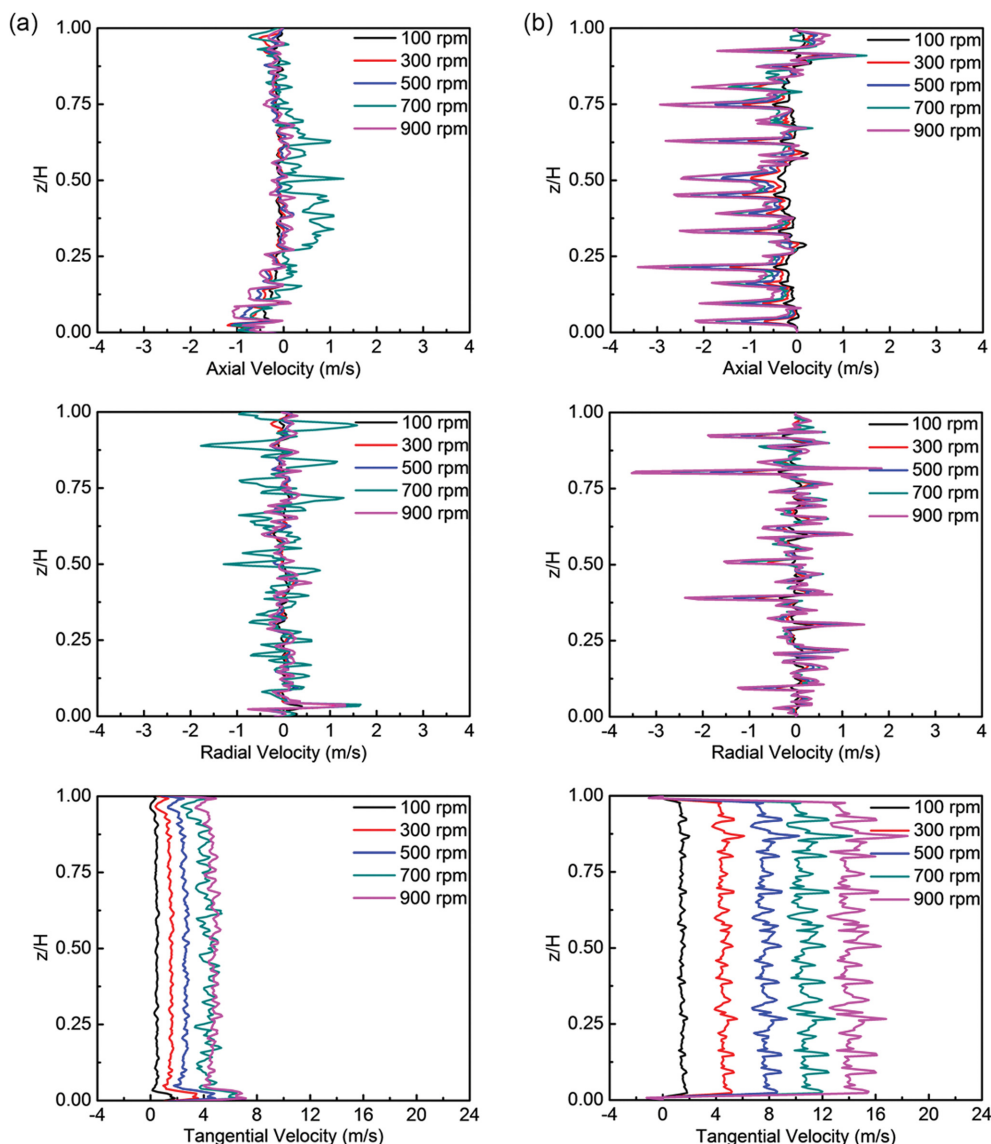 (a)
(b)
1.00
0.75
0.50
0.25
0.00
z/H
100 rpm
300 rpm
500 rpm
700 rpm
900 rpm
-4 -3 -2 -1 0 1 2 3 4
Axial Velocity (m/s)
1.00
0.75
0.50
0.25
0.00
z/H
100 rpm
300 rpm
500 rpm
700 rpm
900 rpm
-4 -3 -2 -1 0 1 2 3 4
Axial Velocity (m/s)
1.00
0.75
0.50
0.25
0.00
z/H
100 rpm
300 rpm
500 rpm
700 rpm
900 rpm
-4 -3 -2 -1 0 1 2 3 4
Radial Velocity (m/s)
1.00
0.75
0.50
0.25
0.00
z/H
100 rpm
300 rpm
500 rpm
700 rpm
900 rpm
-4 -3 -2 -1 0 1 2 3 4
Radial Velocity (m/s)
1.00
0.75
0.50
0.25
0.00
z/H
100 rpm
300 rpm
500 rpm
700 rpm
900 rpm
-4 0 4 8 12 16 20 24
Tangential Velocity (m/s)
1.00
0.75
0.50
0.25
0.00
z/H
100 rpm
300 rpm
500 rpm
700 rpm
900 rpm
-4 0 4 8 12 16 20 24
Tangential Velocity (m/s)